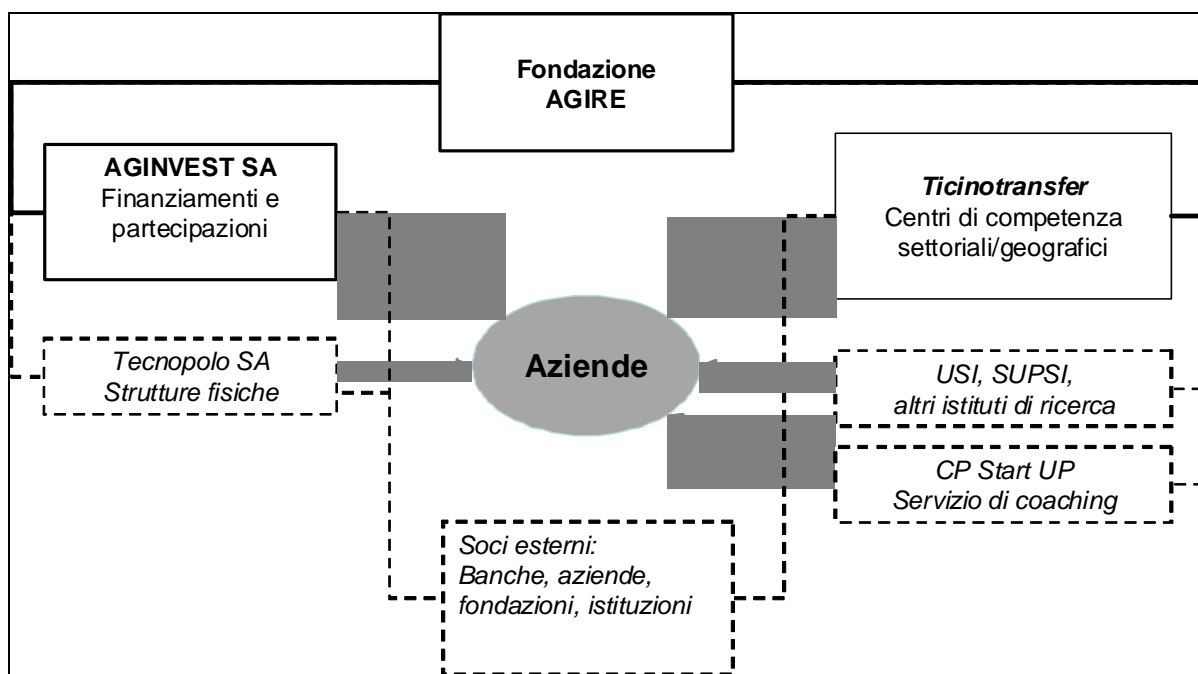 Fondazione
AGIRE
AGINVEST SA
Finanziamenti e
partecipazioni
Ticinotransfer
Centri di competenza
settoriali/geografici
Tecnopolo SA
Strutture fisiche
Aziende
USI, SUPSI,
altri istituti di ricerca
CP Start UP
Servizio di coaching
Soci esterni:
Banche, aziende,
fondazioni, istituzioni